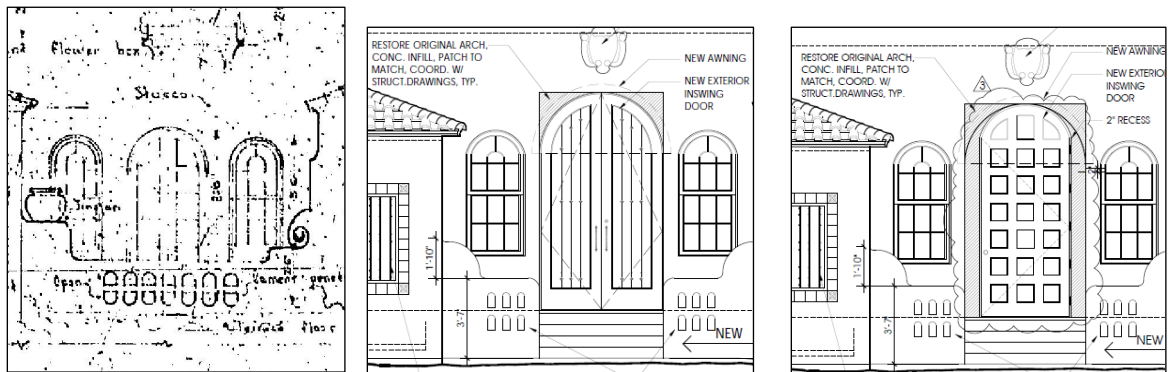 flower box
Stucco
Open
Cement
floor
RESTORE ORIGINAL ARCH,
CONC. INFILL, PATCH TO
MATCH, COORD. W/
STRUCT.DRAWINGS, TYP.
NEW AWNING
NEW EXTERIOR
INSWING
DOOR
1'-10"
3'-7"
NEW
RESTORE ORIGINAL ARCH,
CONC. INFILL, PATCH TO
MATCH, COORD. W/
STRUCT.DRAWINGS, TYP.
3
NEW AWNING
NEW EXTERIOR
INSWING
DOOR
2" RECESS
1'-10"
3'-7"
NEW